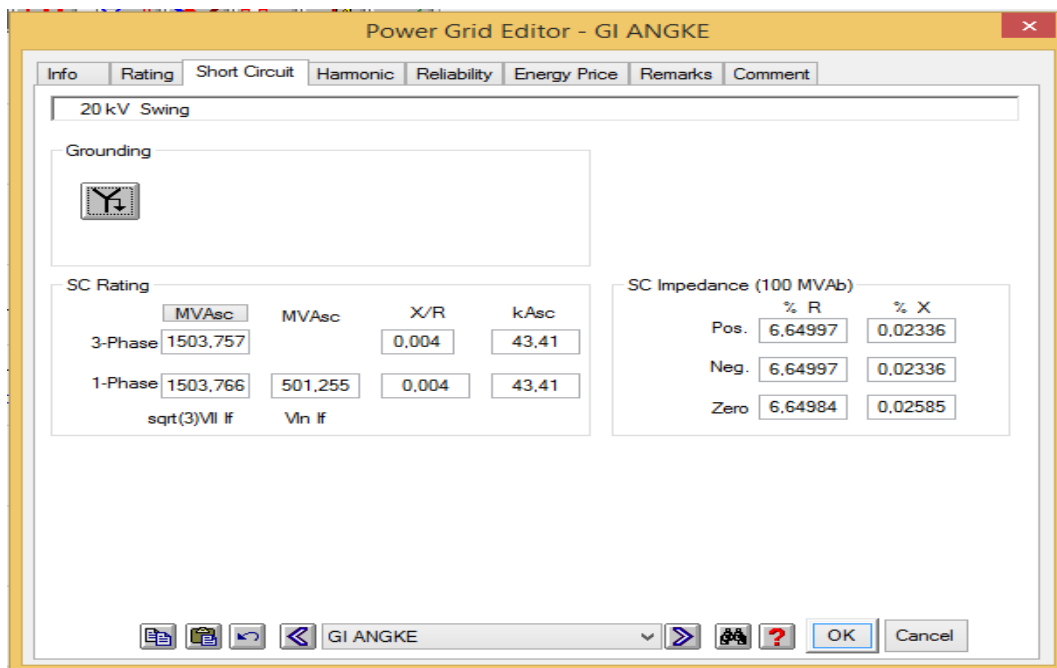 Power Grid Editor - GI ANGKE
Info Rating Short Circuit Harmonic Reliability Energy Price Remarks Comment
20 kV Swing
Grounding
SC Rating
MVAsc MVAsc X/R kAsc
3-Phase 1503,757 0,004 43,41
1-Phase 1503,766 501,255 0,004 43,41
sqrt(3)Vll If Vln If
SC Impedance (100 MVAb)
% R % X
Pos. 6,64997 0,02336
Neg. 6,64997 0,02336
Zero 6,64984 0,02585
GI ANGKE ? OK Cancel